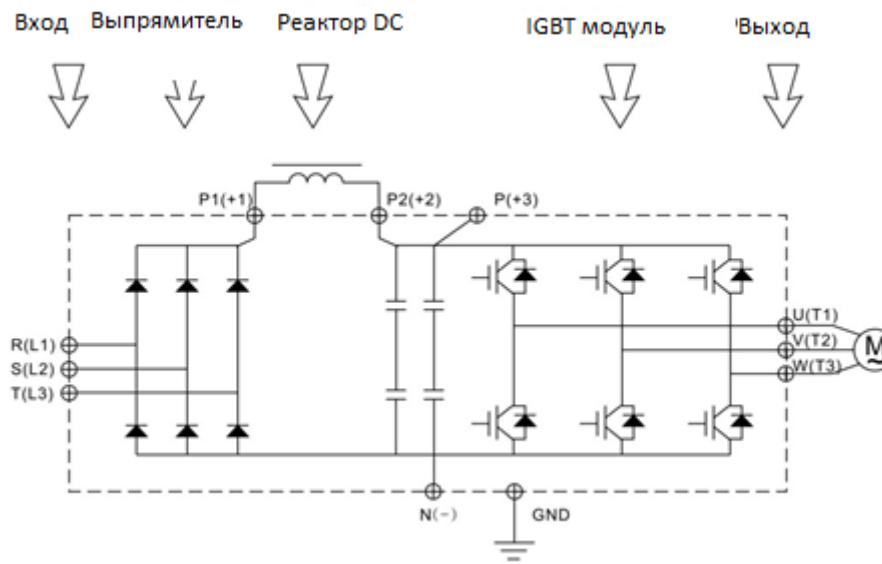 Вход Выпрямитель Реактор DC IGBT модуль 'Выход
P1(+1) P2(+2) P(+3)
R(L1)
S(L2)
T(L3)
U(T1)
V(T2)
W(T3)
M
~
N(-) GND